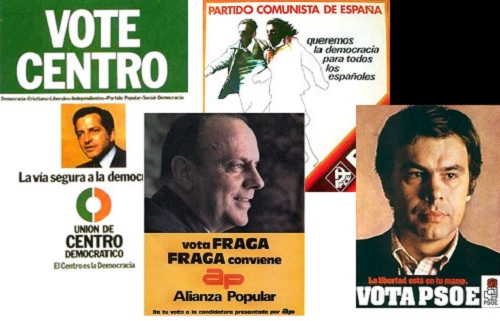 VOTE
CENTRO
Democracia-Cristiana-Liberales-Independientes-Partido Popular-Social-Democracia
La vía segura a la democ
UNION DE
CENTRO
DEMOCRATICO
El Centro es la Democracia
PARTIDO COMUNISTA DE ESPAÑA
queremos
la democracia
para todos
los
españoles
vota FRAGA
FRAGA conviene
ap
Alianza Popular
Da tu voto a la candidatura presentada por ap
La libertad está en tu mano.
VOTA PSOE
PSOE